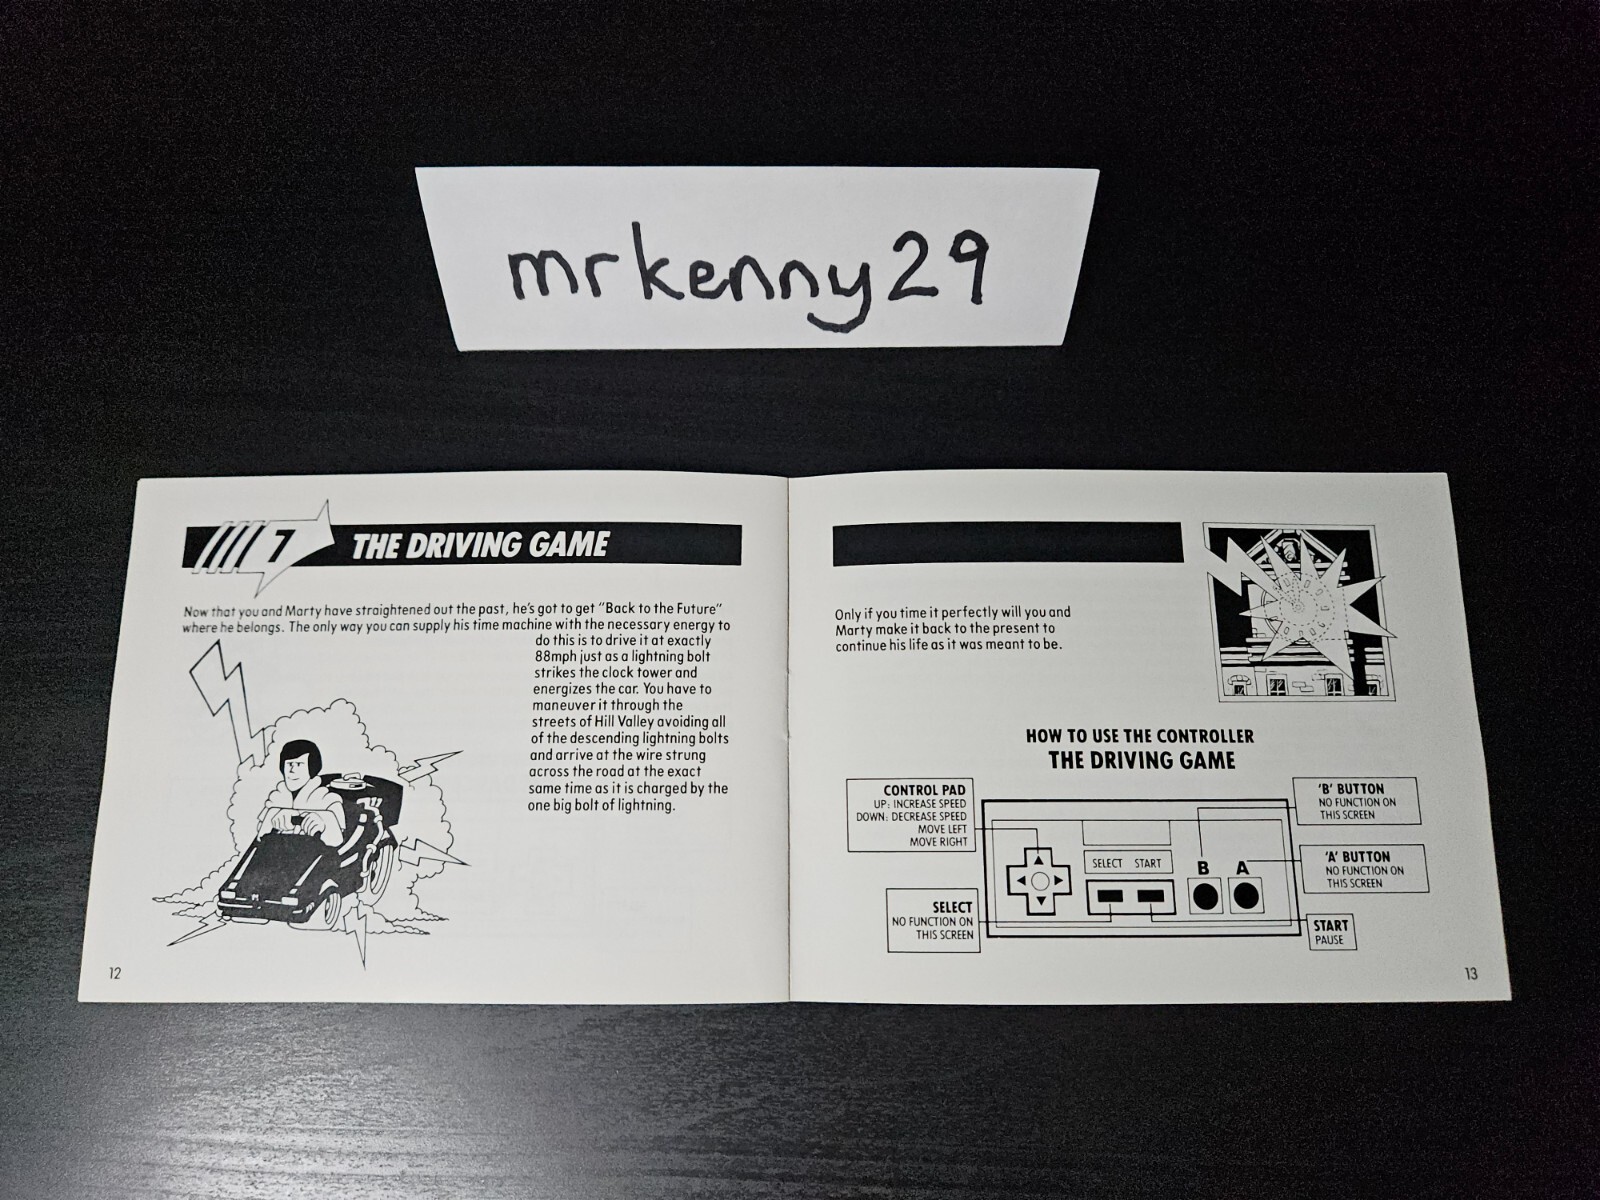 mrkenny29
7 THE DRIVING GAME
Now that you and Marty have straightened out the past, he's got to get "Back to the Future"
where he belongs. The only way you can supply his time machine with the necessary energy to
do this is to drive it at exactly
88mph just as a lightning bolt
strikes the clock tower and
energizes the car. You have to
maneuver it through the
streets of Hill Valley avoiding all
of the descending lightning bolts
and arrive at the wire strung
across the road at the exact
same time as it is charged by the
one big bolt of lightning.
12
Only if you time it perfectly will you and
Marty make it back to the present to
continue his life as it was meant to be.
HOW TO USE THE CONTROLLER
THE DRIVING GAME
CONTROL PAD
UP: INCREASE SPEED
DOWN: DECREASE SPEED
MOVE LEFT
MOVE RIGHT
SELECT
NO FUNCTION ON
THIS SCREEN
SELECT START
B A
'B' BUTTON
NO FUNCTION ON
THIS SCREEN
'A' BUTTON
NO FUNCTION ON
THIS SCREEN
START
PAUSE
13